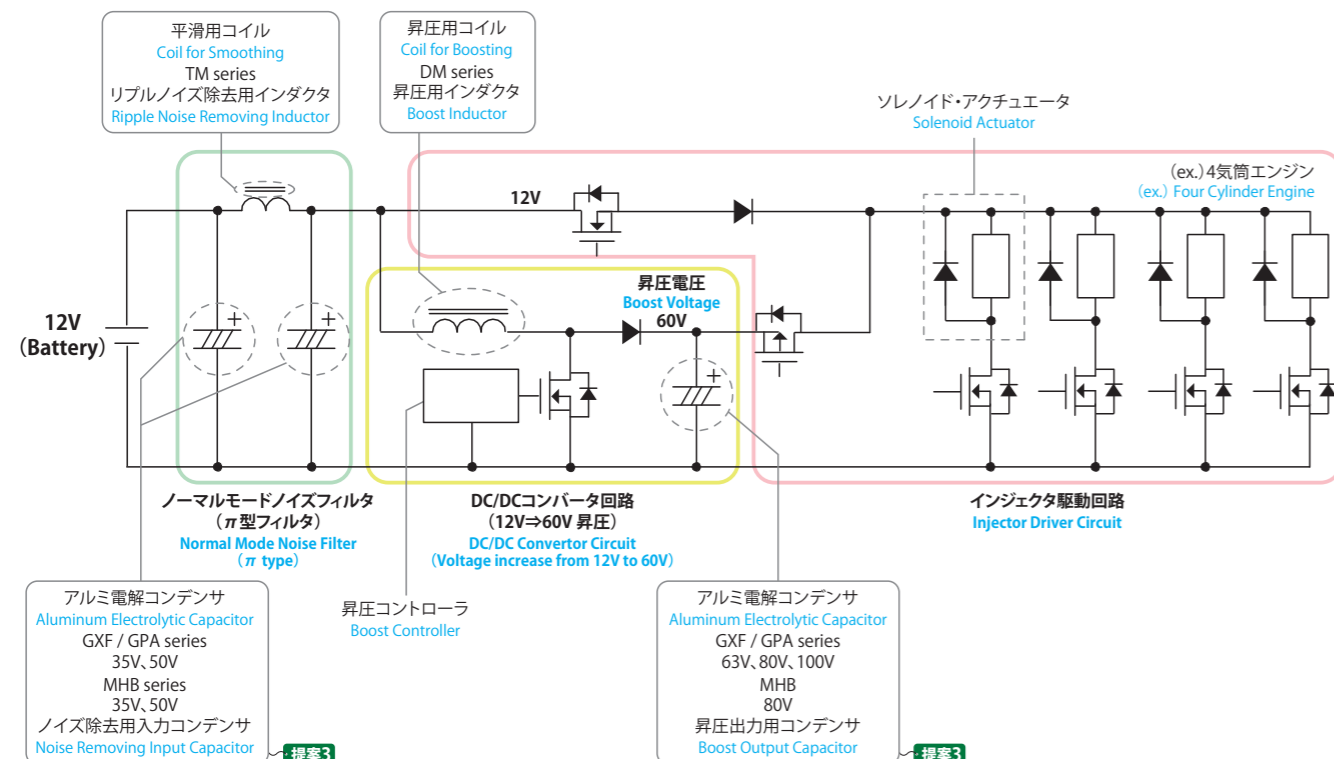 平滑用コイル
Coil for Smoothing
TM series
リプルノイズ除去用インダクタ
Ripple Noise Removing Inductor
昇圧用コイル
Coil for Boosting
DM series
昇圧用インダクタ
Boost Inductor
ソレノイド・アクチュエータ
Solenoid Actuator
(ex.)4気筒エンジン
(ex.) Four Cylinder Engine
12V
昇圧電圧
Boost Voltage
60V
12V
(Battery)
+
+
+
ノーマルモードノイズフィルタ
(π型フィルタ)
Normal Mode Noise Filter
(π type)
DC/DCコンバータ回路
(12V⇒60V 昇圧)
DC/DC Convertor Circuit
(Voltage increase from 12V to 60V)
インジェクタ駆動回路
Injector Driver Circuit
アルミ電解コンデンサ
Aluminum Electrolytic Capacitor
GXF / GPA series
35V、50V
MHB series
35V、50V
ノイズ除去用入力コンデンサ
Noise Removing Input Capacitor
提案3
昇圧コントローラ
Boost Controller
アルミ電解コンデンサ
Aluminum Electrolytic Capacitor
GXF / GPA series
63V、80V、100V
MHB
80V
昇圧出力用コンデンサ
Boost Output Capacitor
提案3